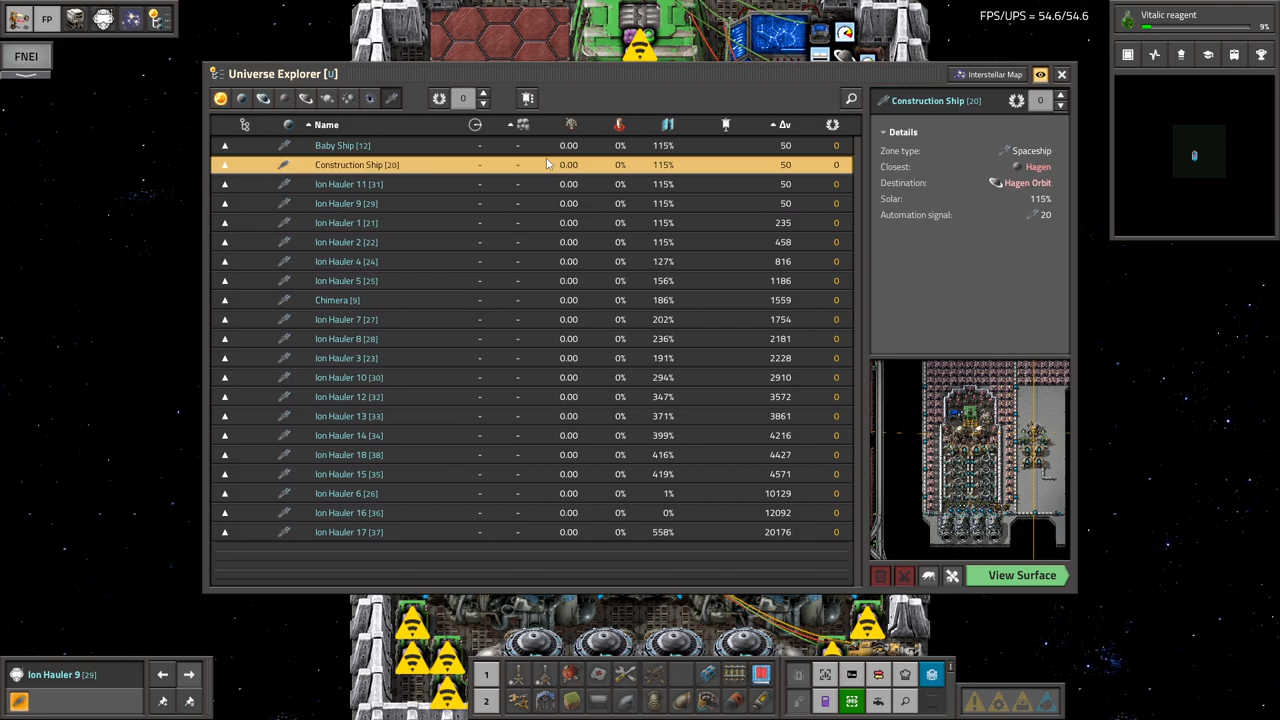 FP
FPS/UPS = 54.6/54.6
Vitalic reagent
9%
FNEI
Universe Explorer [U]
Interstellar Map
0
Construction Ship [20]
0
Name
Δv
Details
Baby Ship [12] - - 0.00 0% 115% 50 0
Construction Ship [20] - - 0.00 0% 115% 50 0
Ion Hauler 11 [31] - - 0.00 0% 115% 50 0
Ion Hauler 9 [29] - - 0.00 0% 115% 50 0
Ion Hauler 1 [21] - - 0.00 0% 115% 235 0
Ion Hauler 2 [22] - - 0.00 0% 115% 458 0
Ion Hauler 4 [24] - - 0.00 0% 127% 816 0
Ion Hauler 5 [25] - - 0.00 0% 156% 1186 0
Chimera [9] - - 0.00 0% 186% 1559 0
Ion Hauler 7 [27] - - 0.00 0% 202% 1754 0
Ion Hauler 8 [28] - - 0.00 0% 236% 2181 0
Ion Hauler 3 [23] - - 0.00 0% 191% 2228 0
Ion Hauler 10 [30] - - 0.00 0% 294% 2910 0
Ion Hauler 12 [32] - - 0.00 0% 347% 3572 0
Ion Hauler 13 [33] - - 0.00 0% 371% 3861 0
Ion Hauler 14 [34] - - 0.00 0% 399% 4216 0
Ion Hauler 18 [38] - - 0.00 0% 416% 4427 0
Ion Hauler 15 [35] - - 0.00 0% 419% 4571 0
Ion Hauler 6 [26] - - 0.00 0% 1% 10129 0
Ion Hauler 16 [36] - - 0.00 0% 0% 12092 0
Ion Hauler 17 [37] - - 0.00 0% 558% 20176 0
Zone type: Spaceship
Closest: Hagen
Destination: Hagen Orbit
Solar: 115%
Automation signal: 20
View Surface
Ion Hauler 9 [29]
1
2